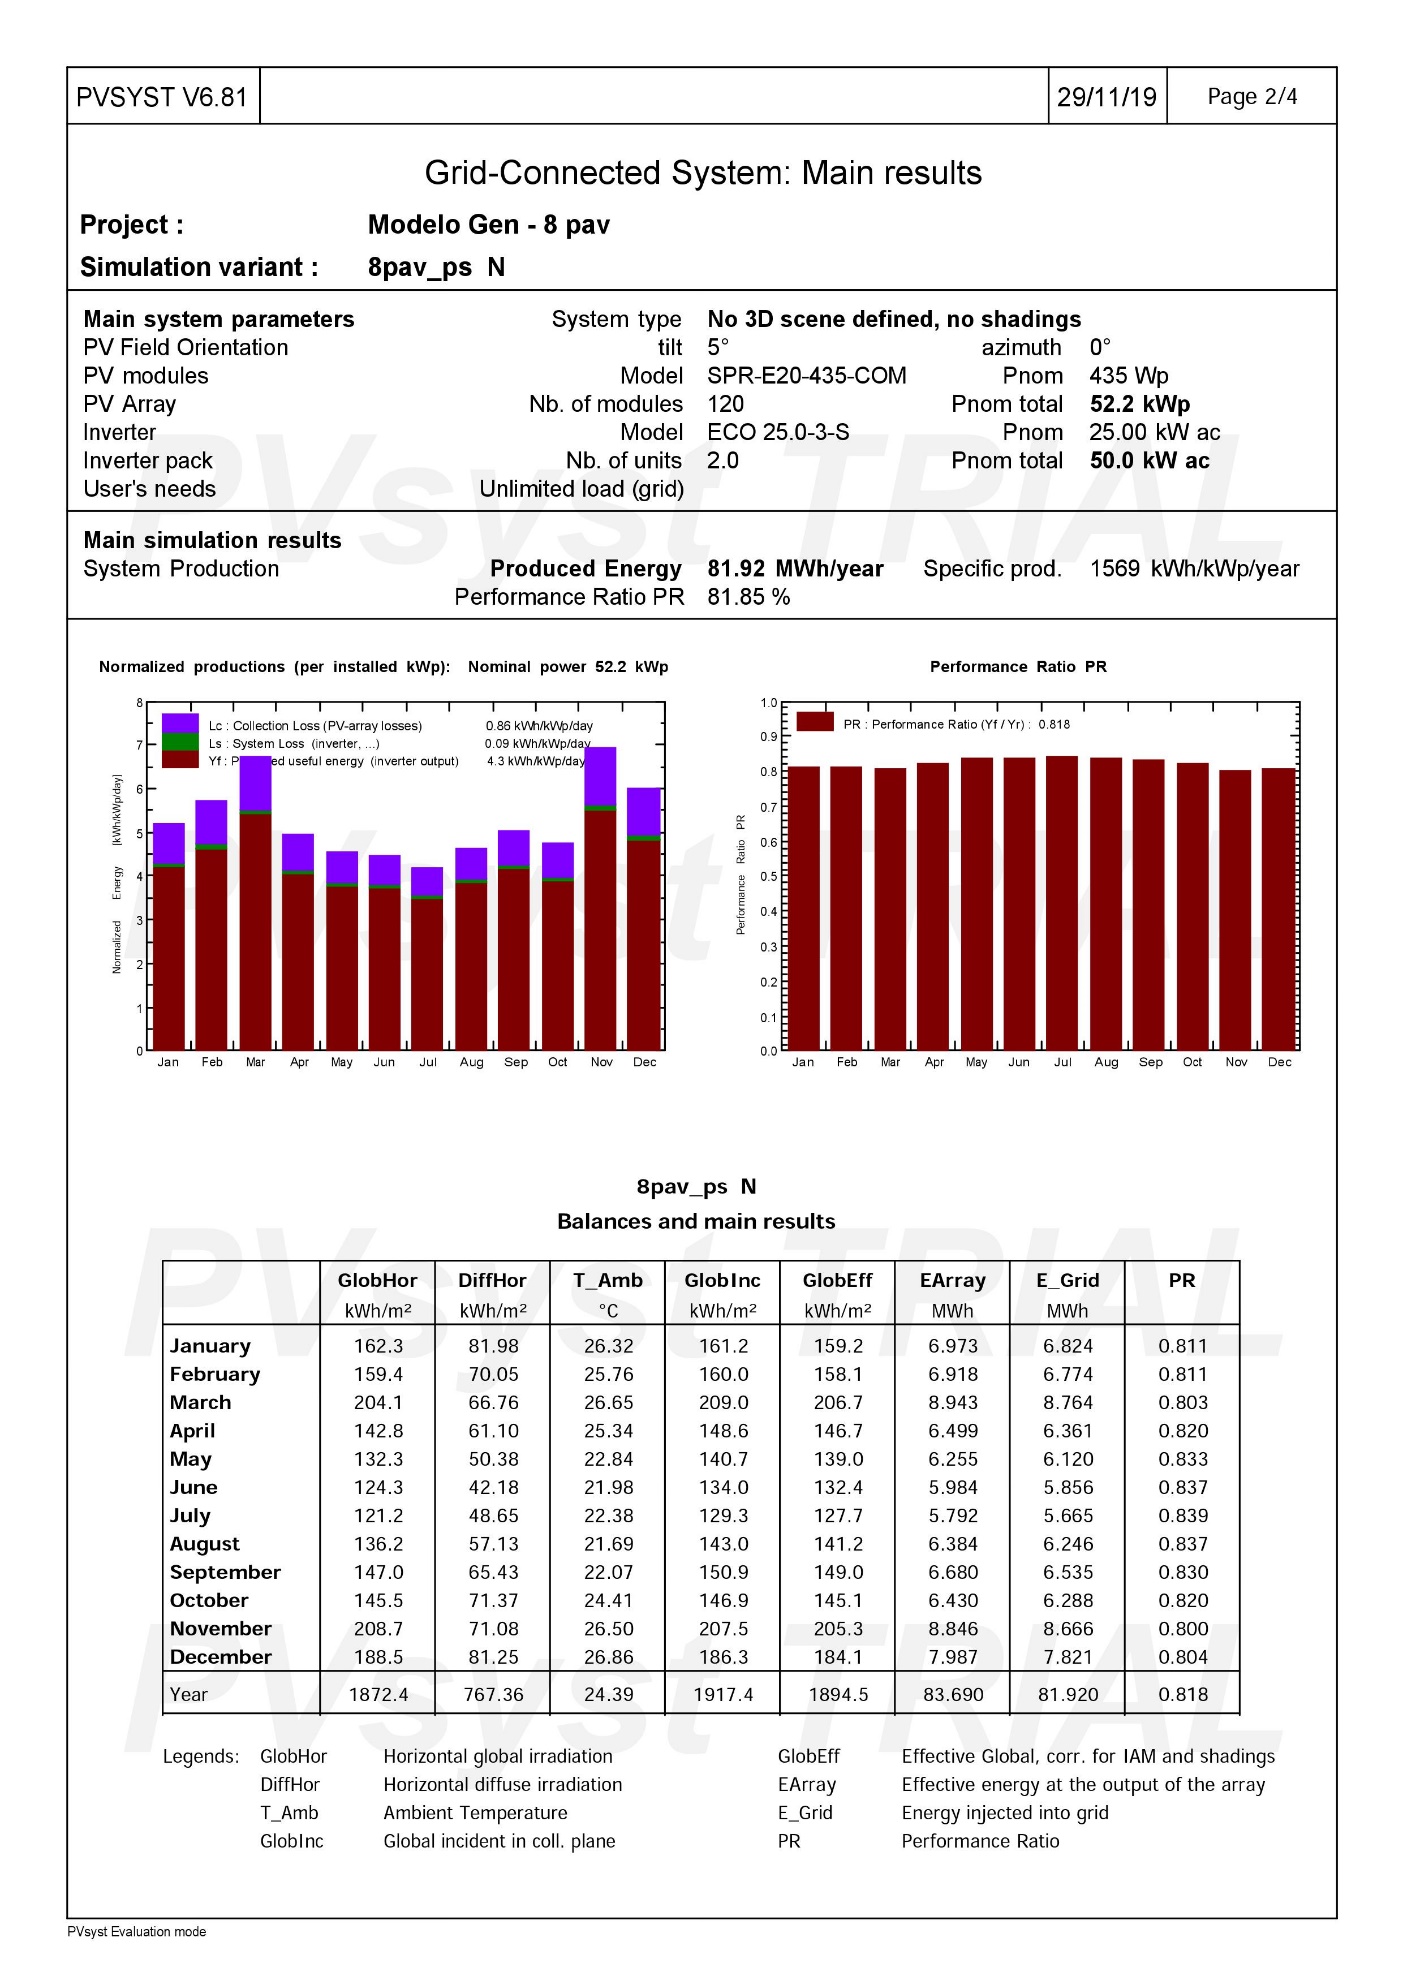 PVSYST V6.81 29/11/19 Page 2/4
Grid-Connected System: Main results
Project : Modelo Gen - 8 pav
Simulation variant : 8pav_ps N
Main system parameters System type No 3D scene defined, no shadings
PV Field Orientation tilt 5° azimuth 0°
PV modules Model SPR-E20-435-COM Pnom 435 Wp
PV Array Nb. of modules 120 Pnom total 52.2 kWp
Inverter Model ECO 25.0-3-S Pnom 25.00 kW ac
Inverter pack Nb. of units 2.0 Pnom total 50.0 kW ac
User's needs Unlimited load (grid)
PVsyst TRIAL
Main simulation results
System Production Produced Energy 81.92 MWh/year Specific prod. 1569 kWh/kWp/year
Performance Ratio PR 81.85 %
Normalized productions (per installed kWp): Nominal power 52.2 kWp
Lc : Collection Loss (PV-array losses) 0.86 kWh/kWp/day
Ls : System Loss (inverter, ...) 0.09 kWh/kWp/day
Yf : P ed useful energy (inverter output) 4.3 kWh/kWp/day
Normalized Energy [kWh/kWp/day]
8
7
6
5
4
3
2
1
0
Jan Feb Mar Apr May Jun Jul Aug Sep Oct Nov Dec
Performance Ratio PR
PR : Performance Ratio (Yf / Yr) : 0.818
Performance Ratio PR
1.0
0.9
0.8
0.7
0.6
0.5
0.4
0.3
0.2
0.1
0.0
Jan Feb Mar Apr May Jun Jul Aug Sep Oct Nov Dec
PVsyst TRIAL
8pav_ps N
Balances and main results
PVsyst TRIAL
GlobHor DiffHor T_Amb GlobInc GlobEff EArray E_Grid PR
kWh/m² kWh/m² °C kWh/m² kWh/m² MWh MWh
January 162.3 81.98 26.32 161.2 159.2 6.973 6.824 0.811
February 159.4 70.05 25.76 160.0 158.1 6.918 6.774 0.811
March 204.1 66.76 26.65 209.0 206.7 8.943 8.764 0.803
April 142.8 61.10 25.34 148.6 146.7 6.499 6.361 0.820
May 132.3 50.38 22.84 140.7 139.0 6.255 6.120 0.833
June 124.3 42.18 21.98 134.0 132.4 5.984 5.856 0.837
July 121.2 48.65 22.38 129.3 127.7 5.792 5.665 0.839
August 136.2 57.13 21.69 143.0 141.2 6.384 6.246 0.837
September 147.0 65.43 22.07 150.9 149.0 6.680 6.535 0.830
October 145.5 71.37 24.41 146.9 145.1 6.430 6.288 0.820
November 208.7 71.08 26.50 207.5 205.3 8.846 8.666 0.800
December 188.5 81.25 26.86 186.3 184.1 7.987 7.821 0.804
Year 1872.4 767.36 24.39 1917.4 1894.5 83.690 81.920 0.818
PVsyst TRIAL
Legends: GlobHor Horizontal global irradiation GlobEff Effective Global, corr. for IAM and shadings
DiffHor Horizontal diffuse irradiation EArray Effective energy at the output of the array
T_Amb Ambient Temperature E_Grid Energy injected into grid
GlobInc Global incident in coll. plane PR Performance Ratio
PVsyst Evaluation mode